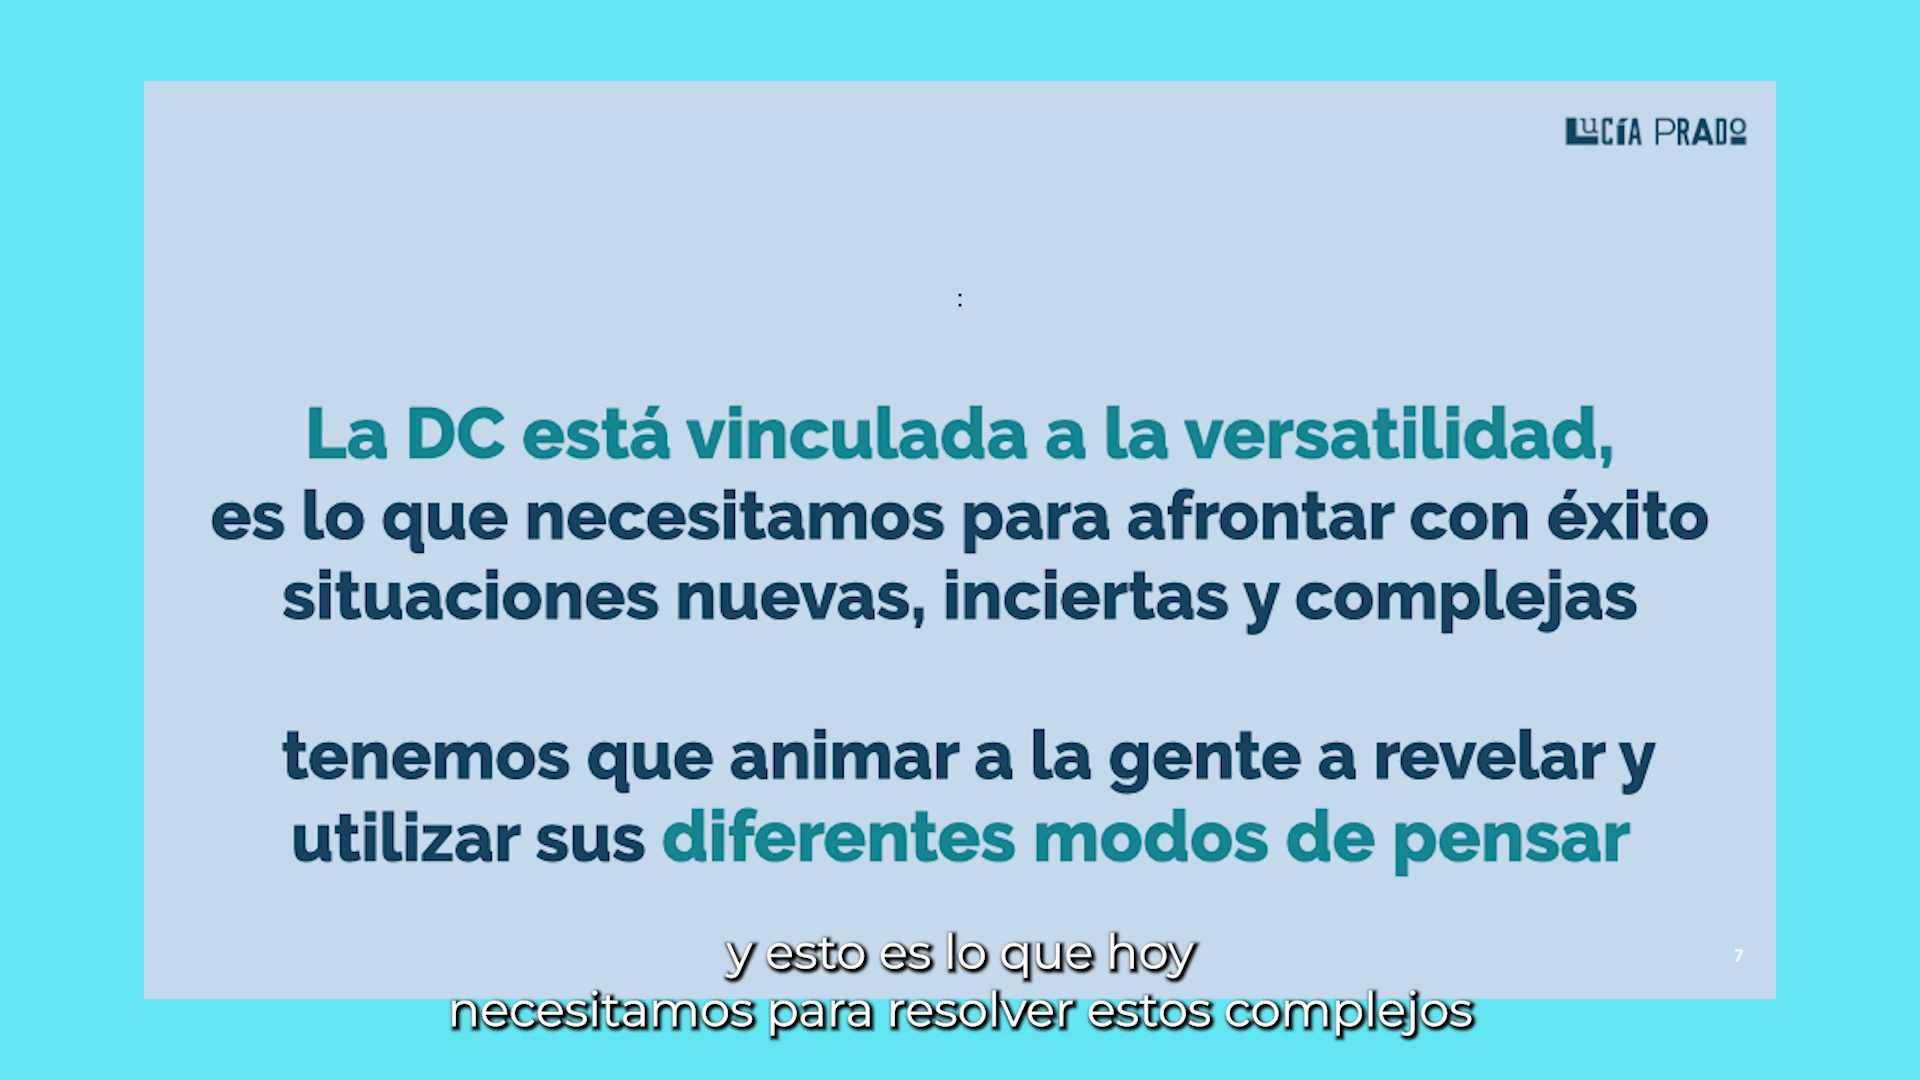 LUCÍA PRADO
:
La DC está vinculada a la versatilidad,
es lo que necesitamos para afrontar con éxito
situaciones nuevas, inciertas y complejas
tenemos que animar a la gente a revelar y
utilizar sus diferentes modos de pensar
7
y esto es lo que hoy
necesitamos para resolver estos complejos